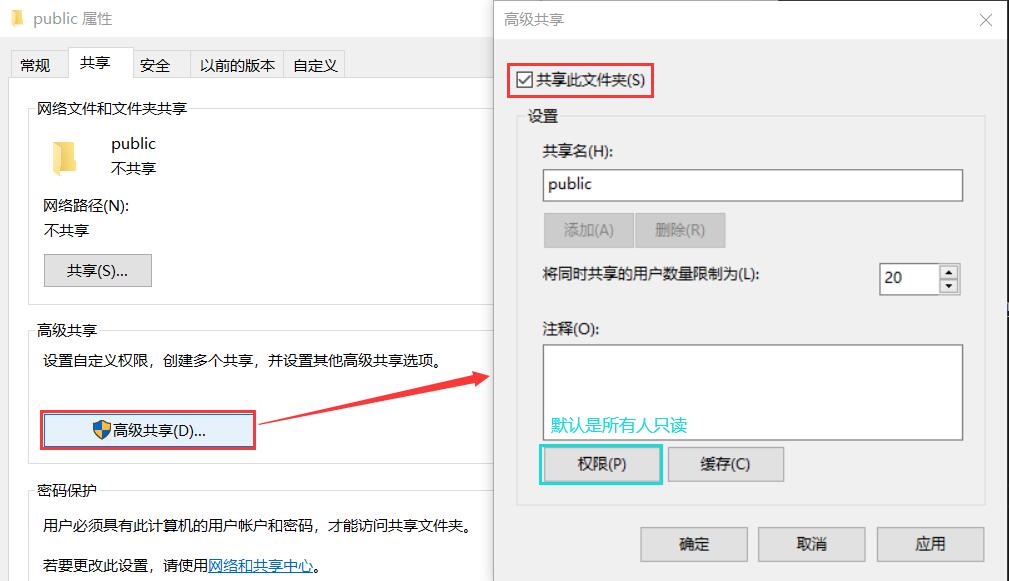 public 属性
常规
共享
安全
以前的版本
自定义
网络文件和文件夹共享
public
不共享
网络路径(N):
不共享
共享(S)...
高级共享
设置自定义权限，创建多个共享，并设置其他高级共享选项。
高级共享(D)...
密码保护
用户必须具有此计算机的用户帐户和密码，才能访问共享文件夹。
若要更改此设置，请使用网络和共享中心。
高级共享
共享此文件夹(S)
设置
共享名(H):
public
添加(A)
删除(R)
将同时共享的用户数量限制为(L):
20
注释(O):
默认是所有人只读
权限(P)
缓存(C)
确定
取消
应用